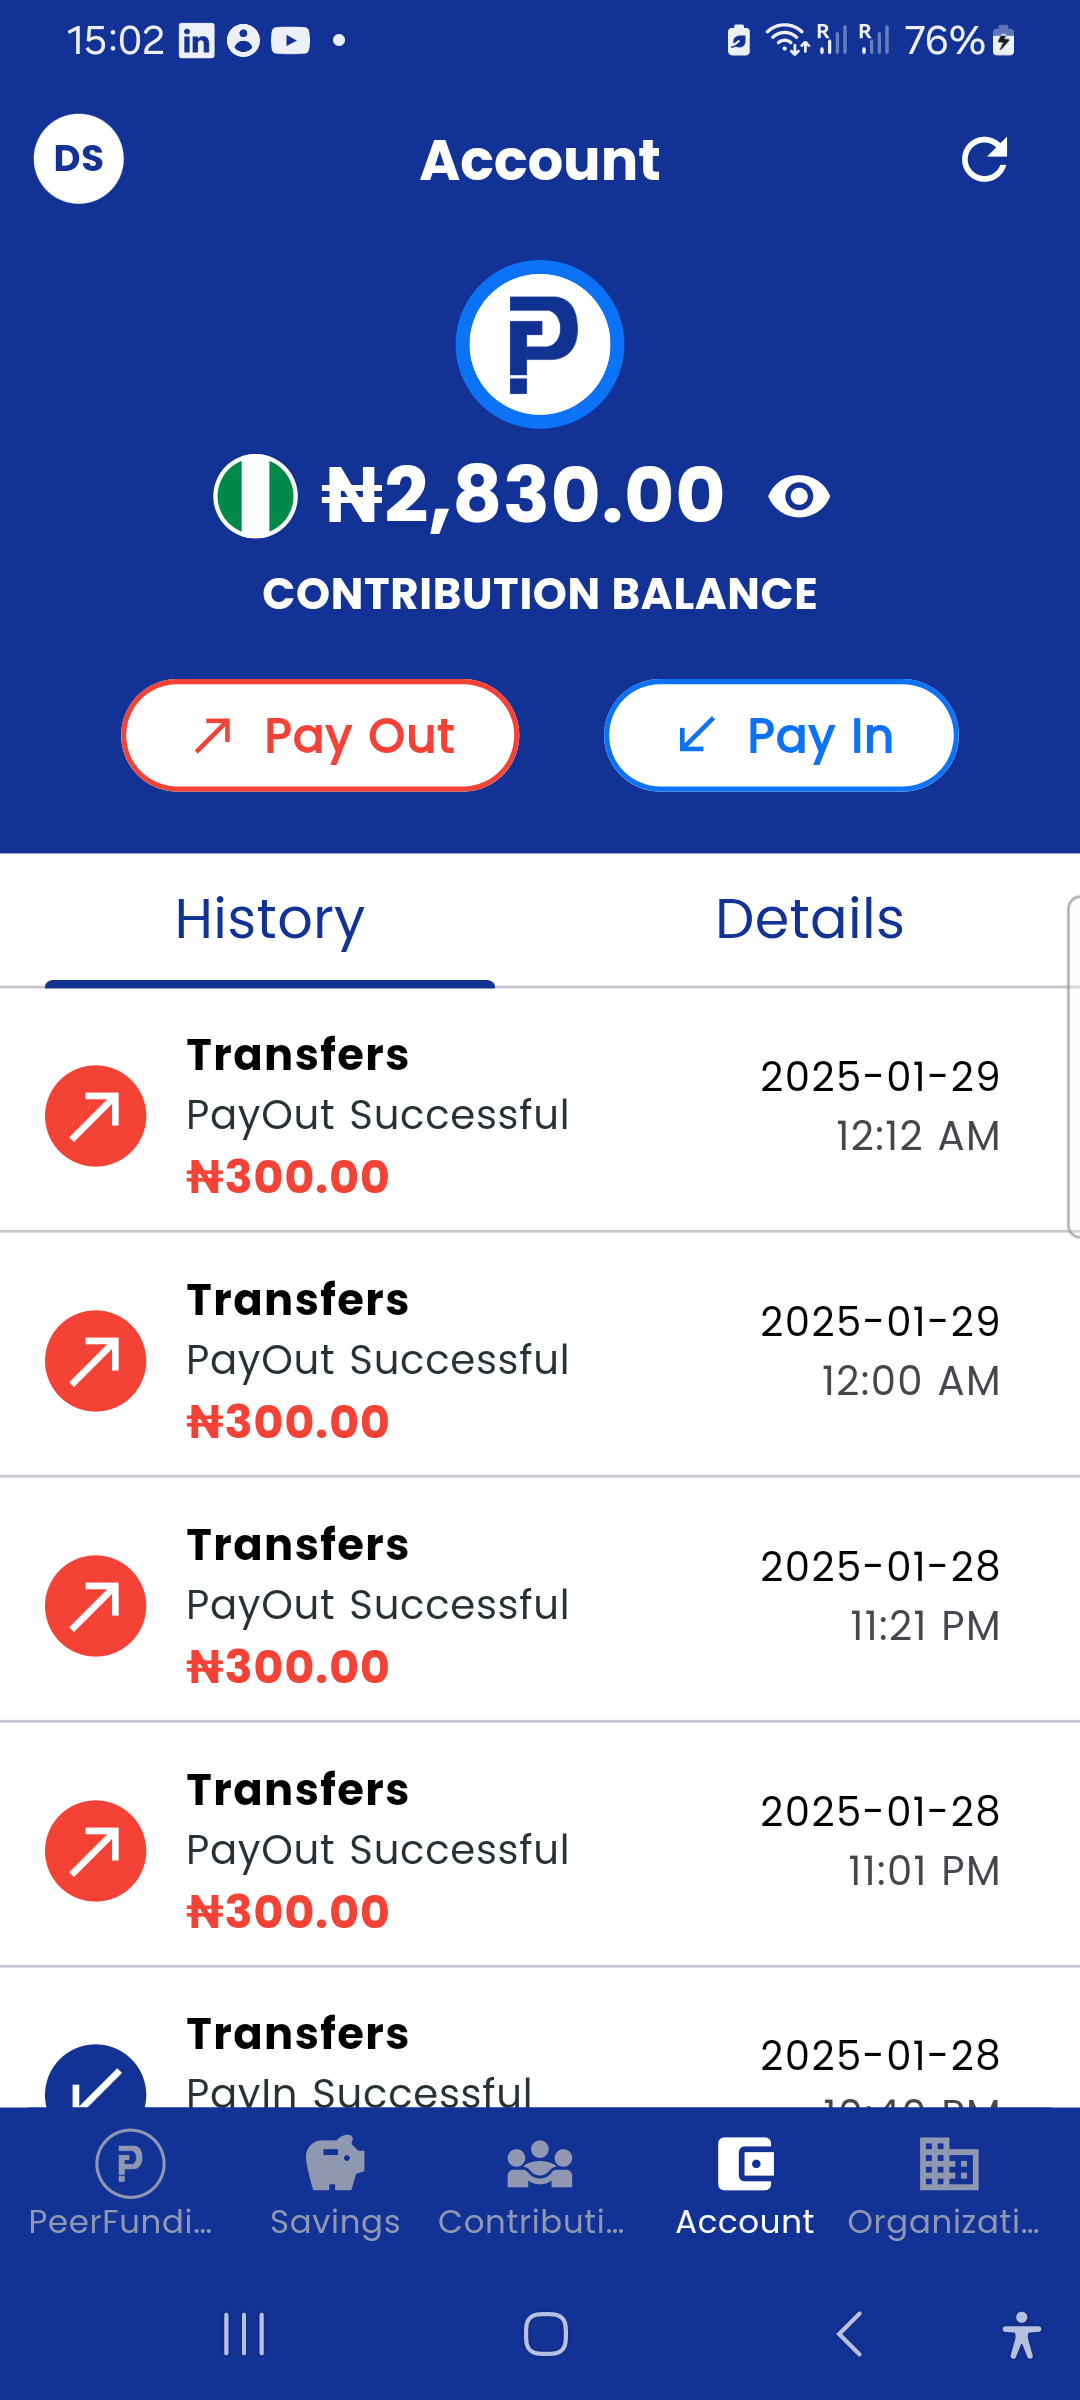 15:02
R R 76%
DS
Account
₦2,830.00
CONTRIBUTION BALANCE
Pay Out
Pay In
History
Details
Transfers
PayOut Successful
₦300.00
2025-01-29
12:12 AM
Transfers
PayOut Successful
₦300.00
2025-01-29
12:00 AM
Transfers
PayOut Successful
₦300.00
2025-01-28
11:21 PM
Transfers
PayOut Successful
₦300.00
2025-01-28
11:01 PM
Transfers
PayIn Successful
2025-01-28
PeerFundi...
Savings
Contributi...
Account
Organizati...